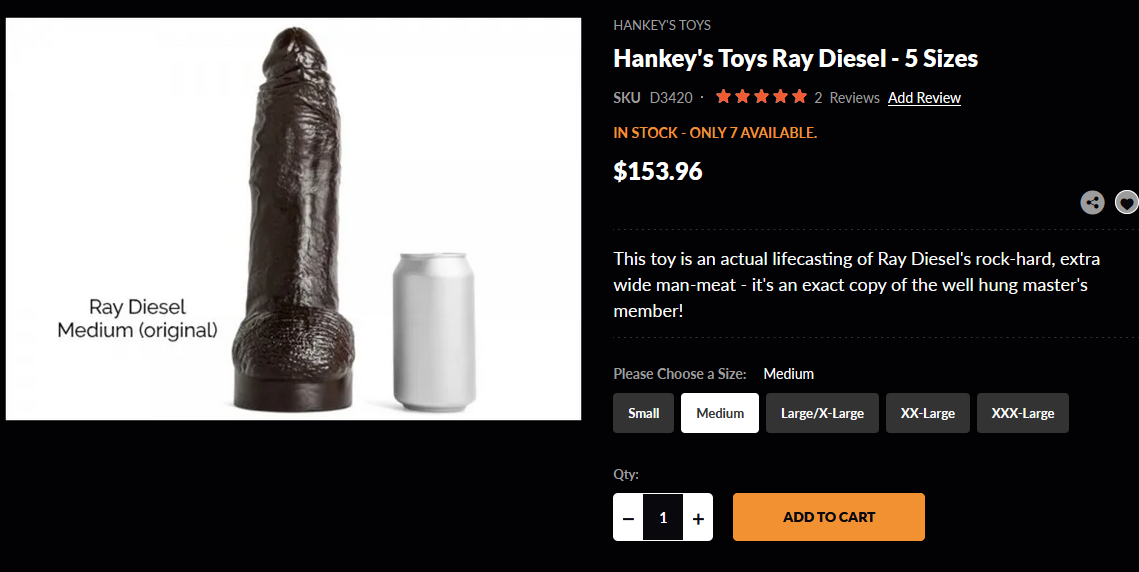 HANKEY'S TOYS
Hankey's Toys Ray Diesel - 5 Sizes
SKU D3420 · 2 Reviews Add Review
IN STOCK - ONLY 7 AVAILABLE.
$153.96
This toy is an actual lifecasting of Ray Diesel's rock-hard, extra
wide man-meat - it's an exact copy of the well hung master's
member!
Ray Diesel
Medium (original)
Please Choose a Size: Medium
Small Medium Large/X-Large XX-Large XXX-Large
Qty:
− 1 + ADD TO CART